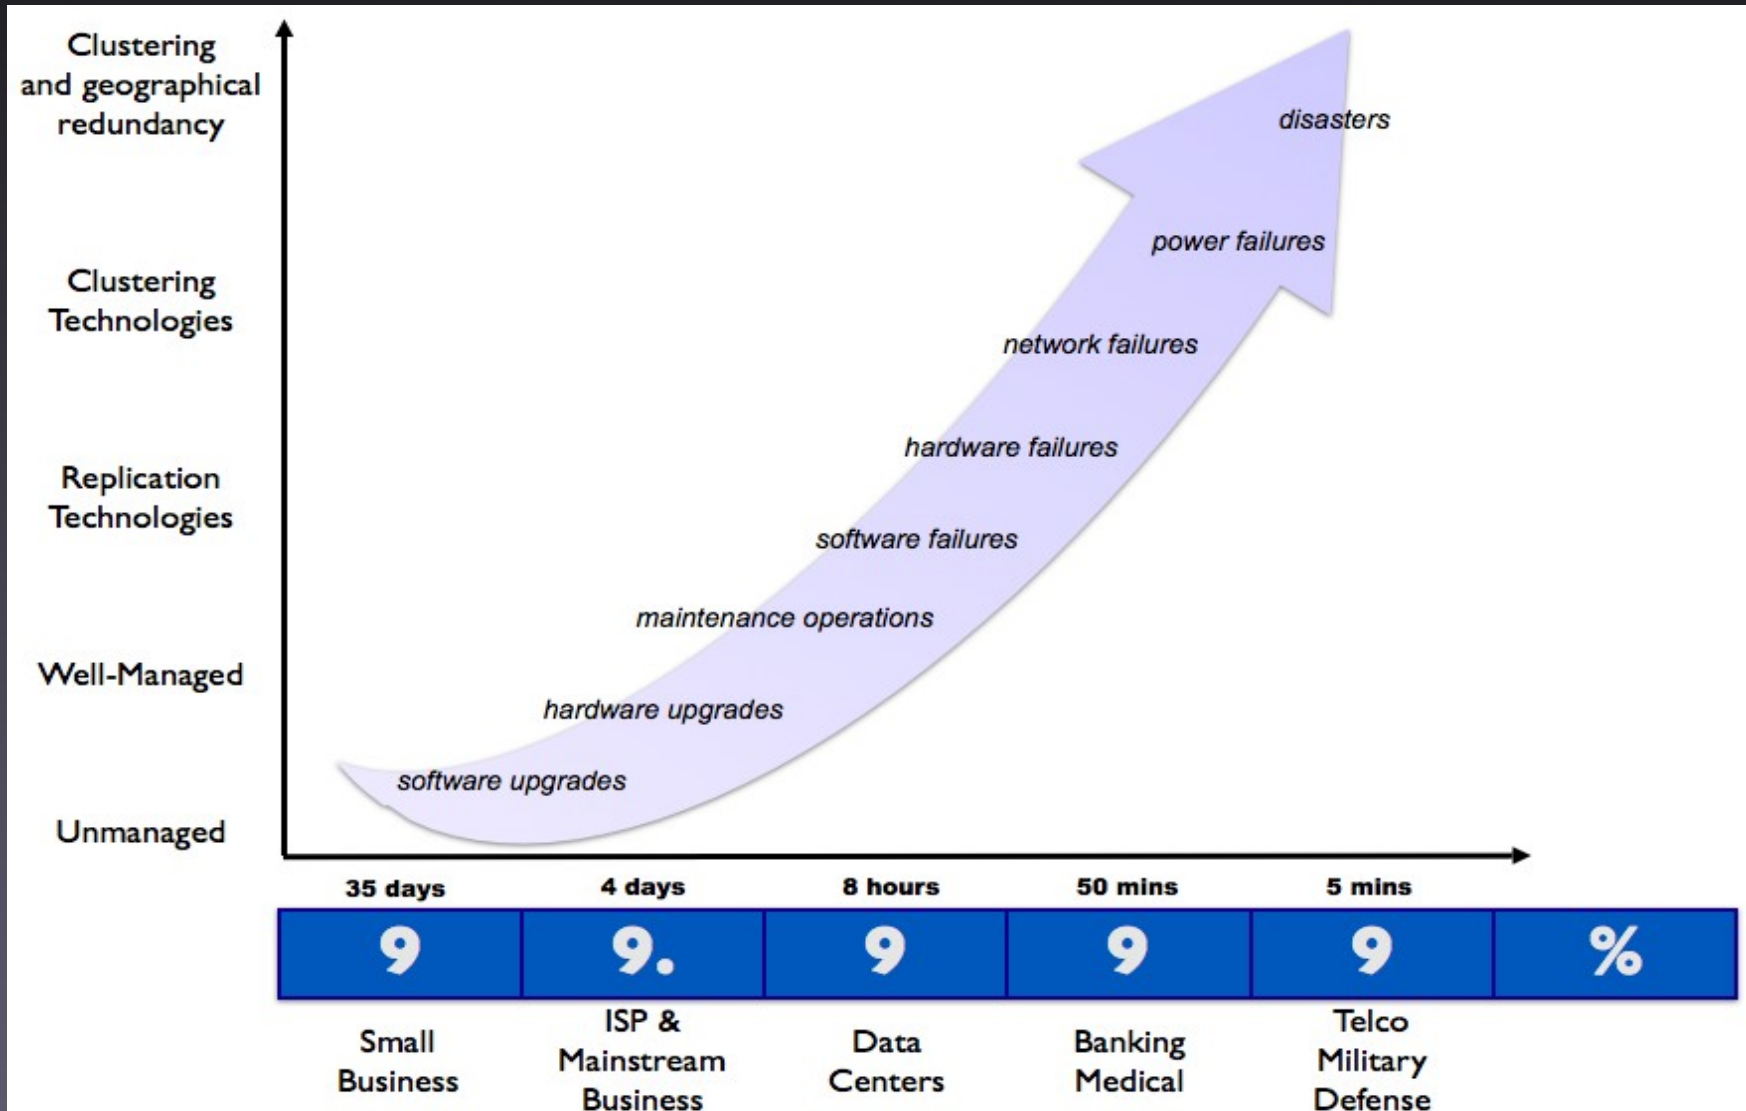 Clustering
and geographical
redundancy
Clustering
Technologies
Replication
Technologies
Well-Managed
Unmanaged
disasters
power failures
network failures
hardware failures
software failures
maintenance operations
hardware upgrades
software upgrades
35 days 4 days 8 hours 50 mins 5 mins
9 9. 9 9 9 %
Small
Business
ISP &
Mainstream
Business
Data
Centers
Banking
Medical
Telco
Military
Defense